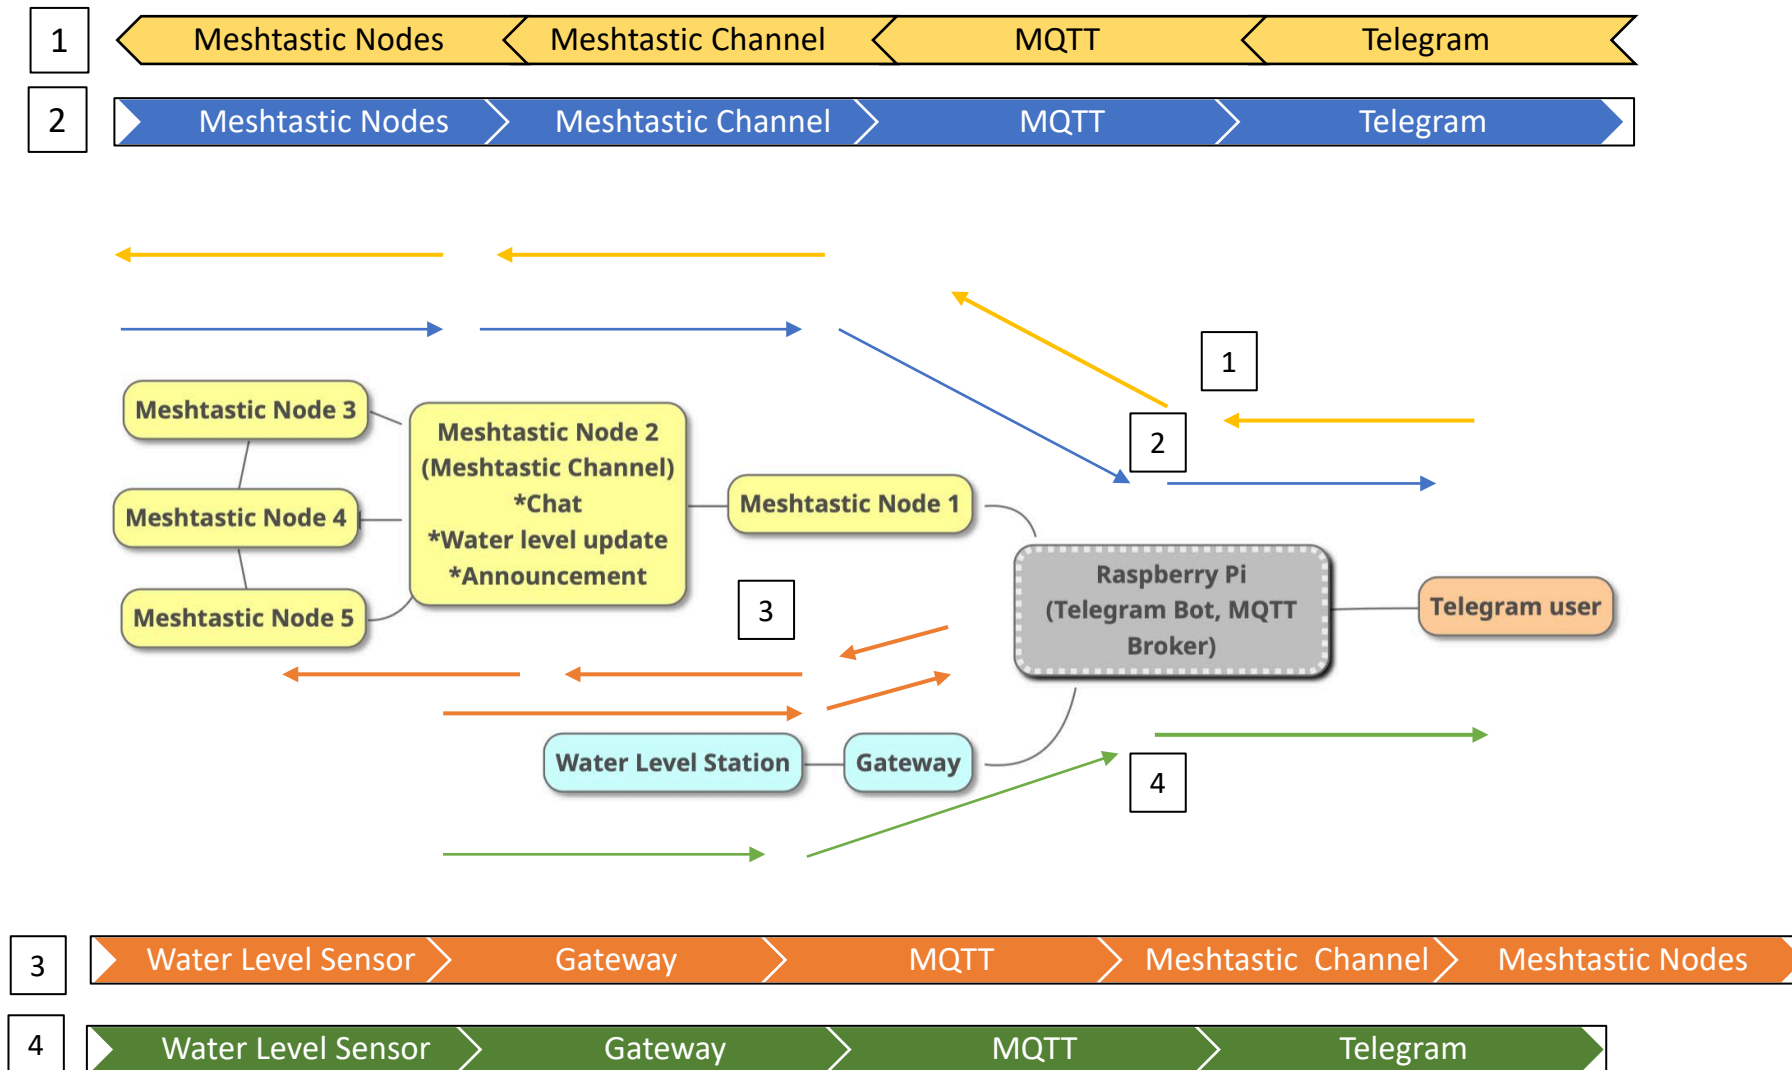 1
Meshtastic Nodes
Meshtastic Channel
MQTT
Telegram
2
Meshtastic Nodes
Meshtastic Channel
MQTT
Telegram
1
2
Meshtastic Node 3
Meshtastic Node 4
Meshtastic Node 5
Meshtastic Node 2
(Meshtastic Channel)
*Chat
*Water level update
*Announcement
Meshtastic Node 1
Raspberry Pi
(Telegram Bot, MQTT
Broker)
Telegram user
3
Water Level Station
Gateway
4
3
Water Level Sensor
Gateway
MQTT
Meshtastic Channel
Meshtastic Nodes
4
Water Level Sensor
Gateway
MQTT
Telegram